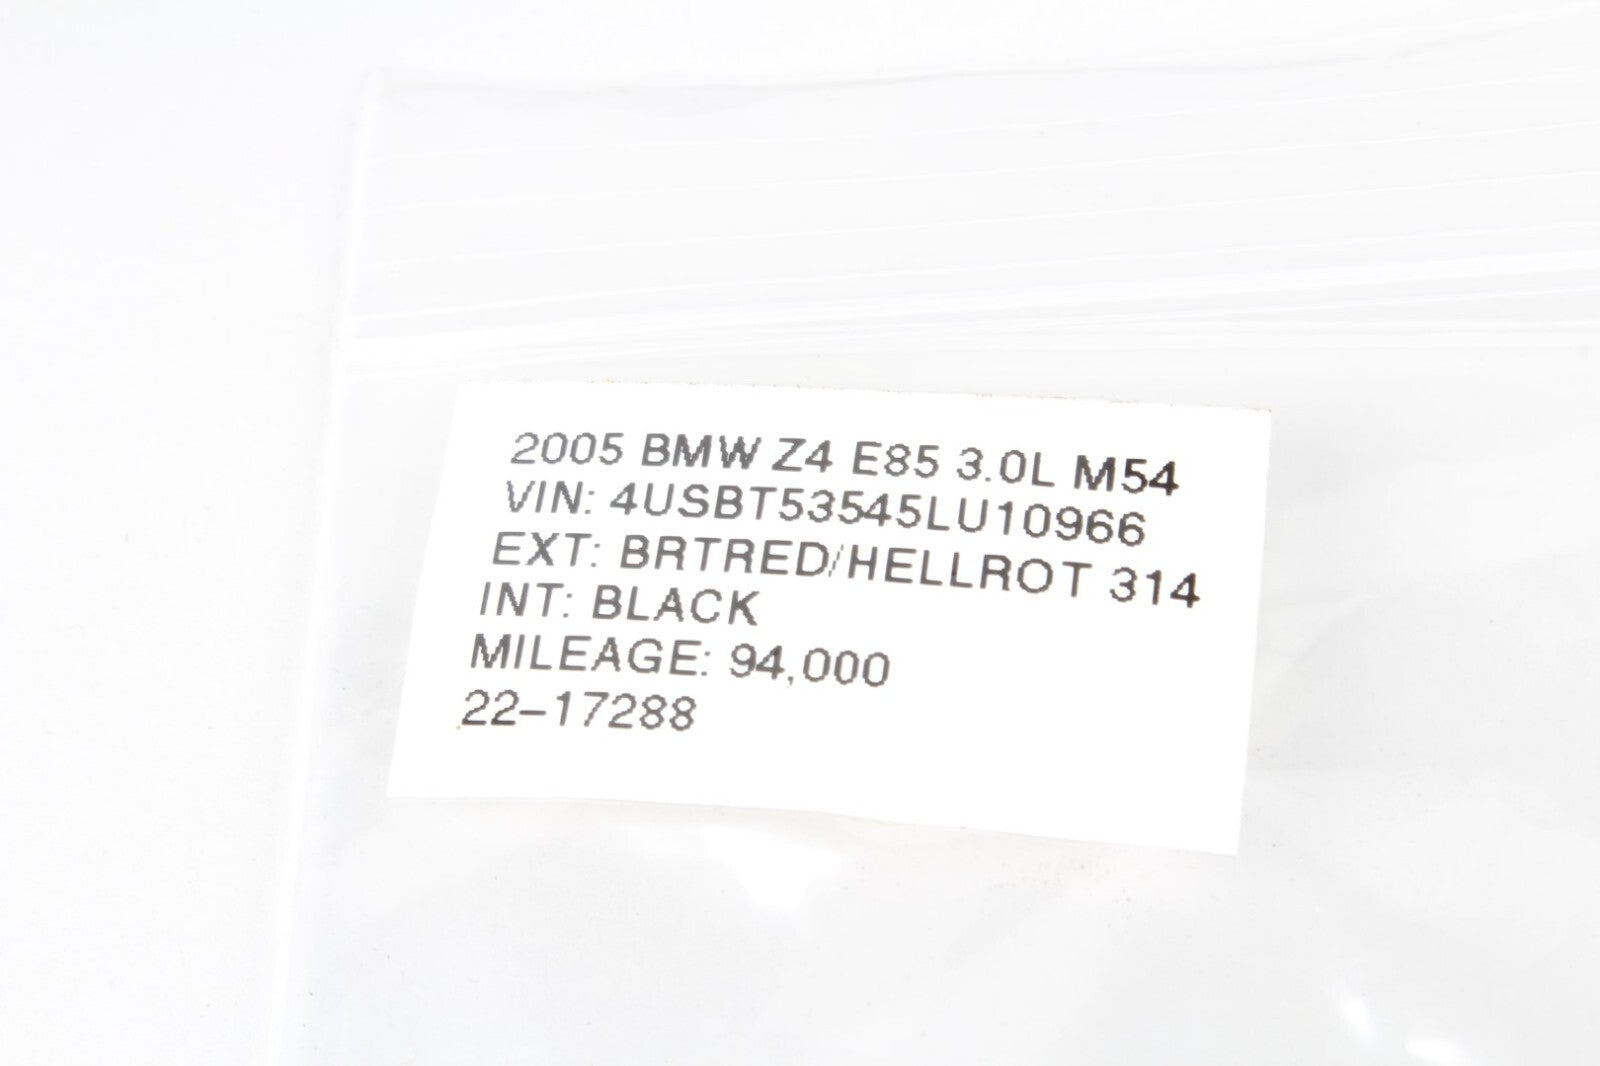 2005 BMW Z4 E85 3.0L M54
VIN: 4USBT53545LU10966
EXT: BRTRED/HELLROT 314
INT: BLACK
MILEAGE: 94,000
22-17288